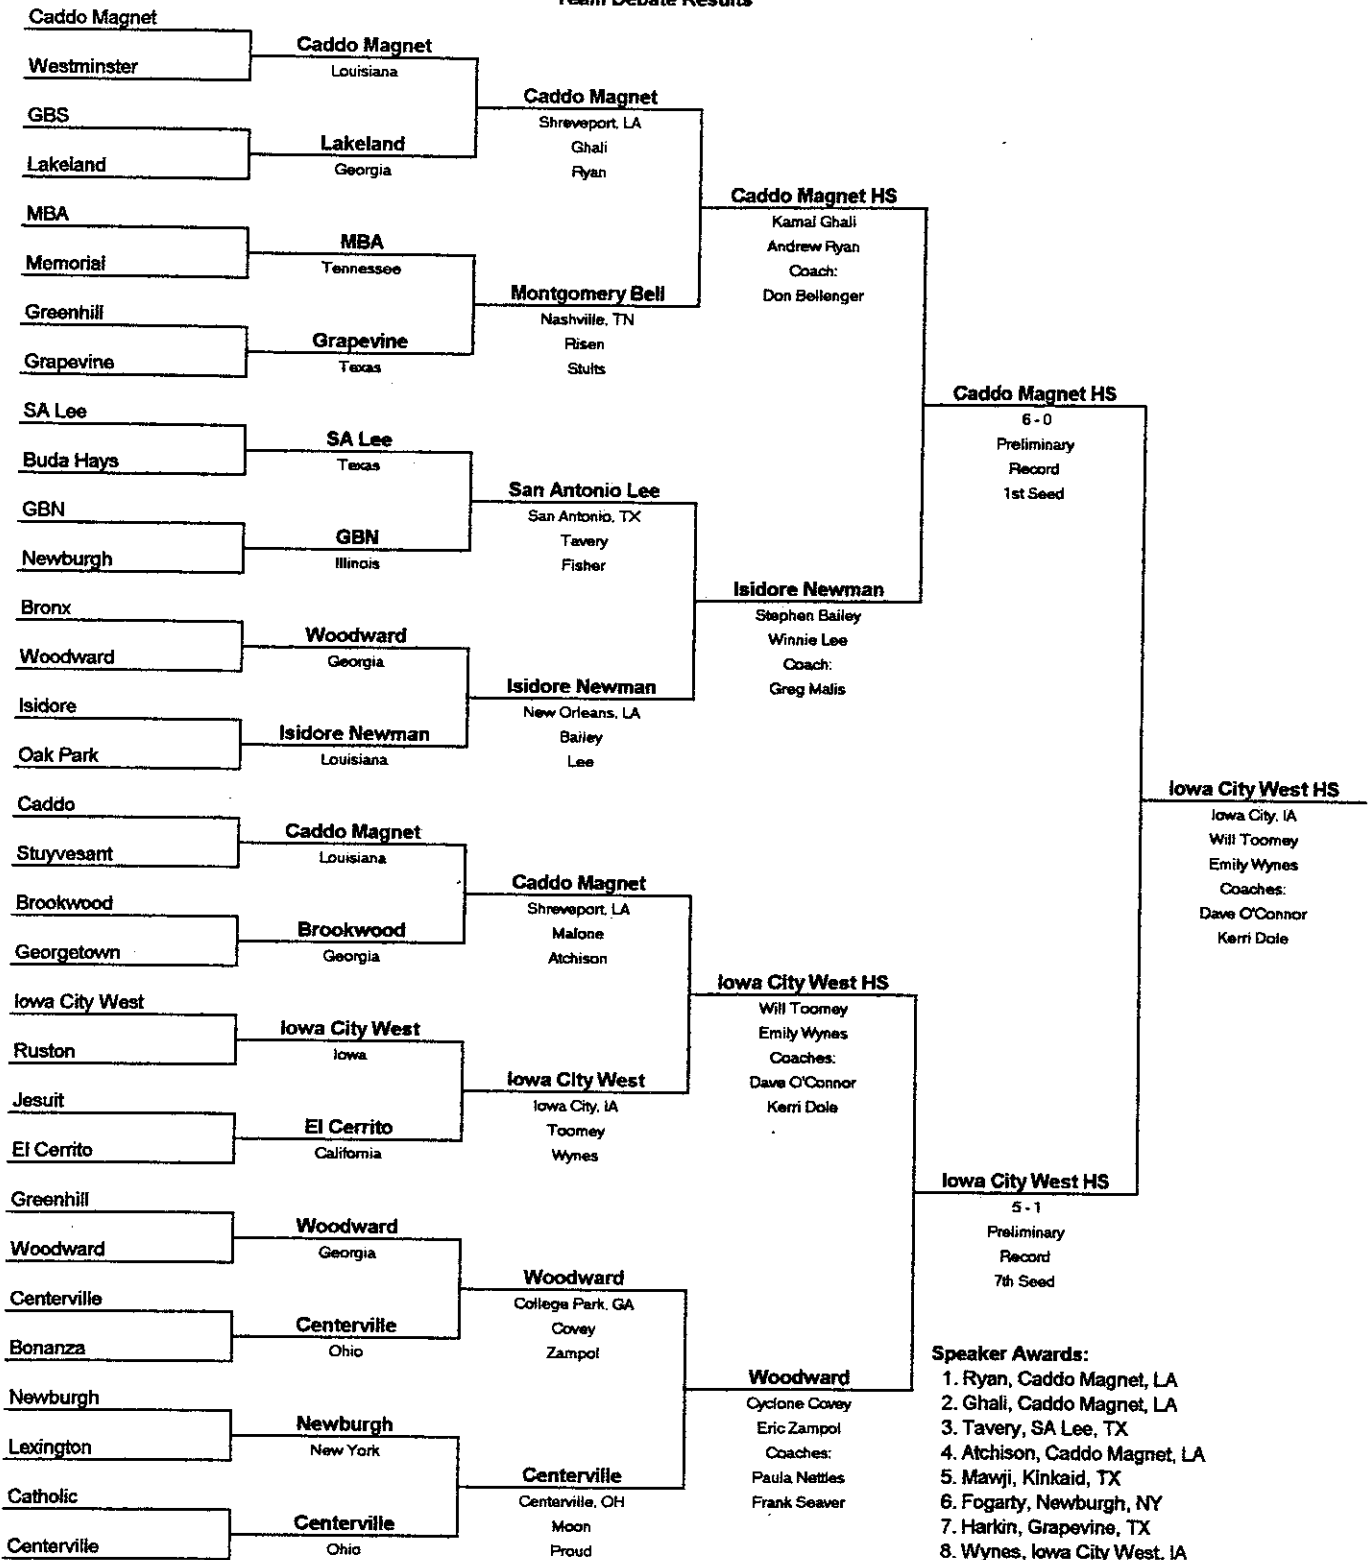 Team Debate Results
Caddo Magnet
Westminster
GBS
Lakeland
MBA
Memorial
Greenhill
Grapevine
SA Lee
Buda Hays
GBN
Newburgh
Bronx
Woodward
Isidore
Oak Park
Caddo
Stuyvesant
Brookwood
Georgetown
Iowa City West
Ruston
Jesuit
El Cerrito
Greenhill
Woodward
Centerville
Bonanza
Newburgh
Lexington
Catholic
Centerville
Caddo Magnet
Louisiana
Lakeland
Georgia
MBA
Tennessee
Grapevine
Texas
SA Lee
Texas
GBN
Illinois
Woodward
Georgia
Isidore Newman
Louisiana
Caddo Magnet
Louisiana
Brookwood
Georgia
Iowa City West
Iowa
El Cerrito
California
Woodward
Georgia
Centerville
Ohio
Newburgh
New York
Centerville
Ohio
Caddo Magnet
Shreveport, LA
Ghali
Ryan
Montgomery Bell
Nashville, TN
Risen
Stults
San Antonio Lee
San Antonio, TX
Tavery
Fisher
Isidore Newman
New Orleans, LA
Bailey
Lee
Caddo Magnet
Shreveport, LA
Malone
Atchison
Iowa City West
Iowa City, IA
Toomey
Wynes
Woodward
College Park, GA
Covey
Zampol
Centerville
Centerville, OH
Moon
Proud
Caddo Magnet HS
Kamal Ghali
Andrew Ryan
Coach:
Don Bellenger
Isidore Newman
Stephen Bailey
Winnie Lee
Coach:
Greg Malis
Iowa City West HS
Will Toomey
Emily Wynes
Coaches:
Dave O'Connor
Kerri Dole
Woodward
Cyclone Covey
Eric Zampol
Coaches:
Paula Nettles
Frank Seaver
Caddo Magnet HS
6 - 0
Preliminary
Record
1st Seed
Iowa City West HS
5 - 1
Preliminary
Record
7th Seed
Iowa City West HS
Iowa City, IA
Will Toomey
Emily Wynes
Coaches:
Dave O'Connor
Kerri Dole
Speaker Awards:
1. Ryan, Caddo Magnet, LA
2. Ghali, Caddo Magnet, LA
3. Tavery, SA Lee, TX
4. Atchison, Caddo Magnet, LA
5. Mawji, Kinkaid, TX
6. Fogarty, Newburgh, NY
7. Harkin, Grapevine, TX
8. Wynes, Iowa City West, IA